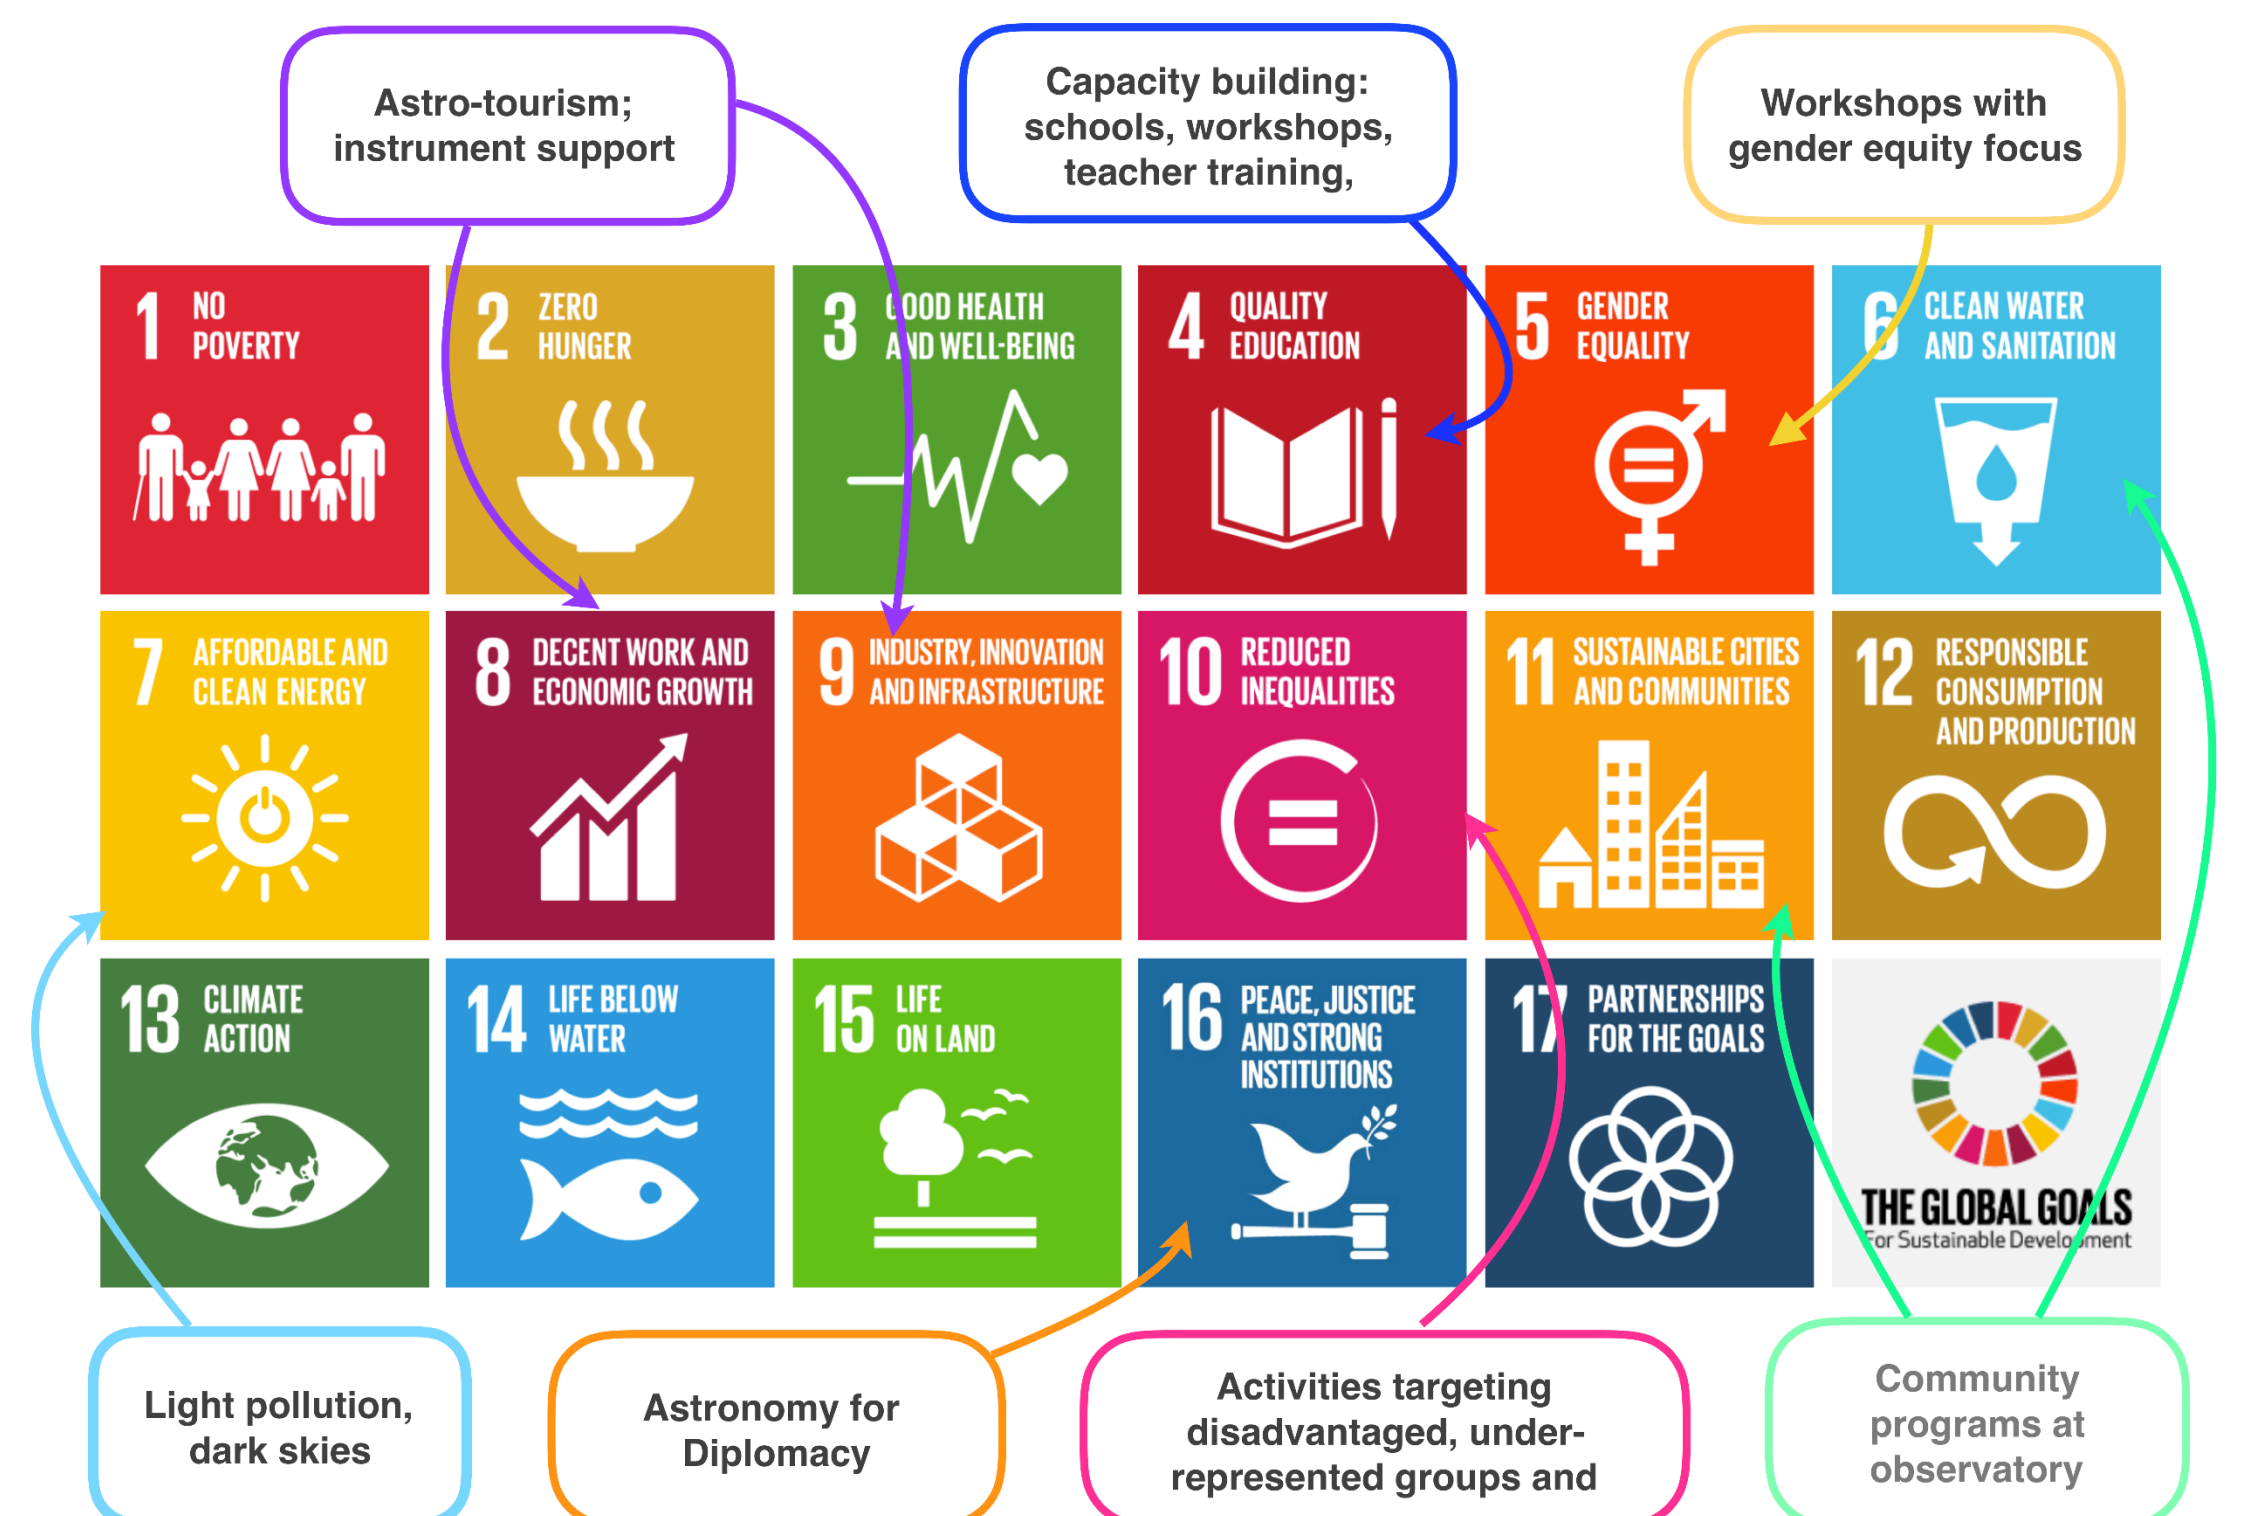 Astro-tourism;
instrument support
Capacity building:
schools, workshops,
teacher training,
Workshops with
gender equity focus
1 NO
POVERTY
2 ZERO
HUNGER
3 GOOD HEALTH
AND WELL-BEING
4 QUALITY
EDUCATION
5 GENDER
EQUALITY
6 CLEAN WATER
AND SANITATION
7 AFFORDABLE AND
CLEAN ENERGY
8 DECENT WORK AND
ECONOMIC GROWTH
9 INDUSTRY, INNOVATION
AND INFRASTRUCTURE
10 REDUCED
INEQUALITIES
11 SUSTAINABLE CITIES
AND COMMUNITIES
12 RESPONSIBLE
CONSUMPTION
AND PRODUCTION
13 CLIMATE
ACTION
14 LIFE BELOW
WATER
15 LIFE
ON LAND
16 PEACE, JUSTICE
AND STRONG
INSTITUTIONS
17 PARTNERSHIPS
FOR THE GOALS
THE GLOBAL GOALS
For Sustainable Development
Light pollution,
dark skies
Astronomy for
Diplomacy
Activities targeting
disadvantaged, under-
represented groups and
Community
programs at
observatory